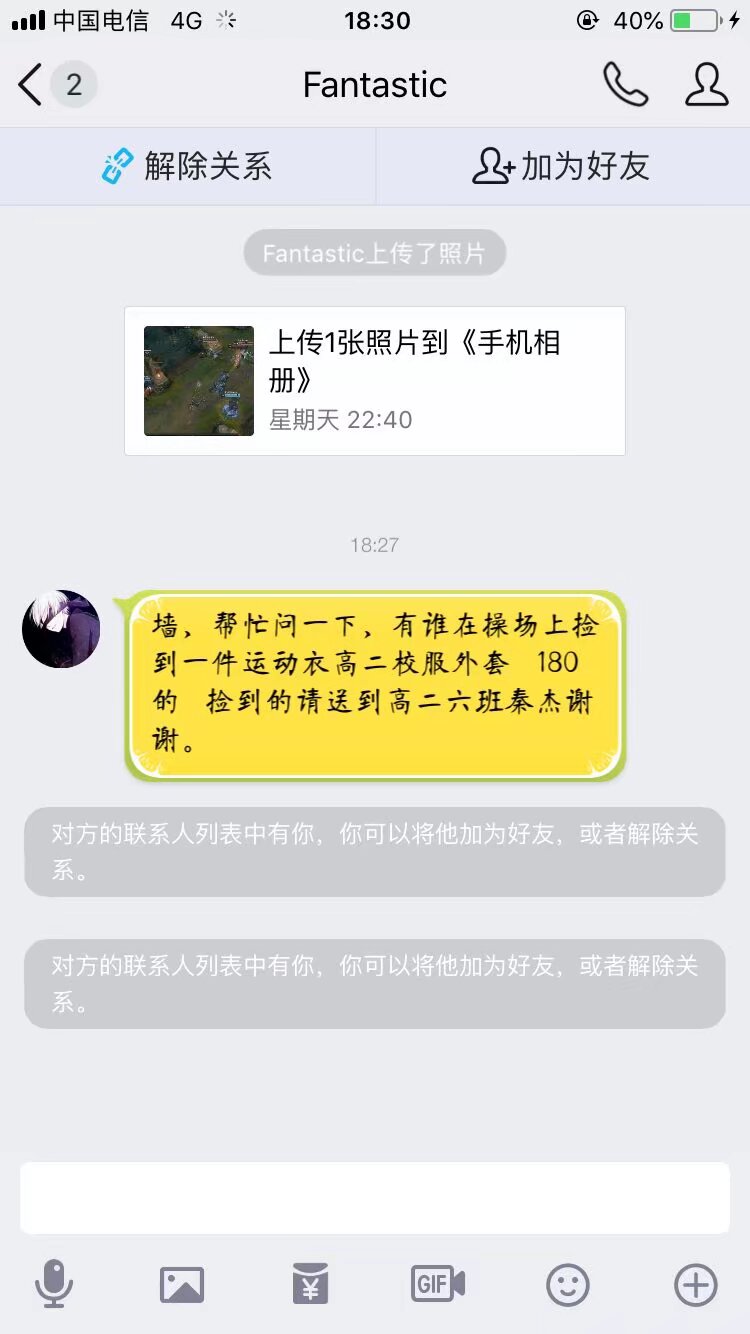 中国电信 4G 18:30 40%
2 Fantastic
解除关系 加为好友
Fantastic上传了照片
上传1张照片到《手机相
册》
星期天 22:40
18:27
墙，帮忙问一下，有谁在操场上捡
到一件运动衣高二校服外套 180
的 捡到的请送到高二六班秦杰谢
谢。
对方的联系人列表中有你，你可以将他加为好友，或者解除关
系。
对方的联系人列表中有你，你可以将他加为好友，或者解除关
系。
GIF